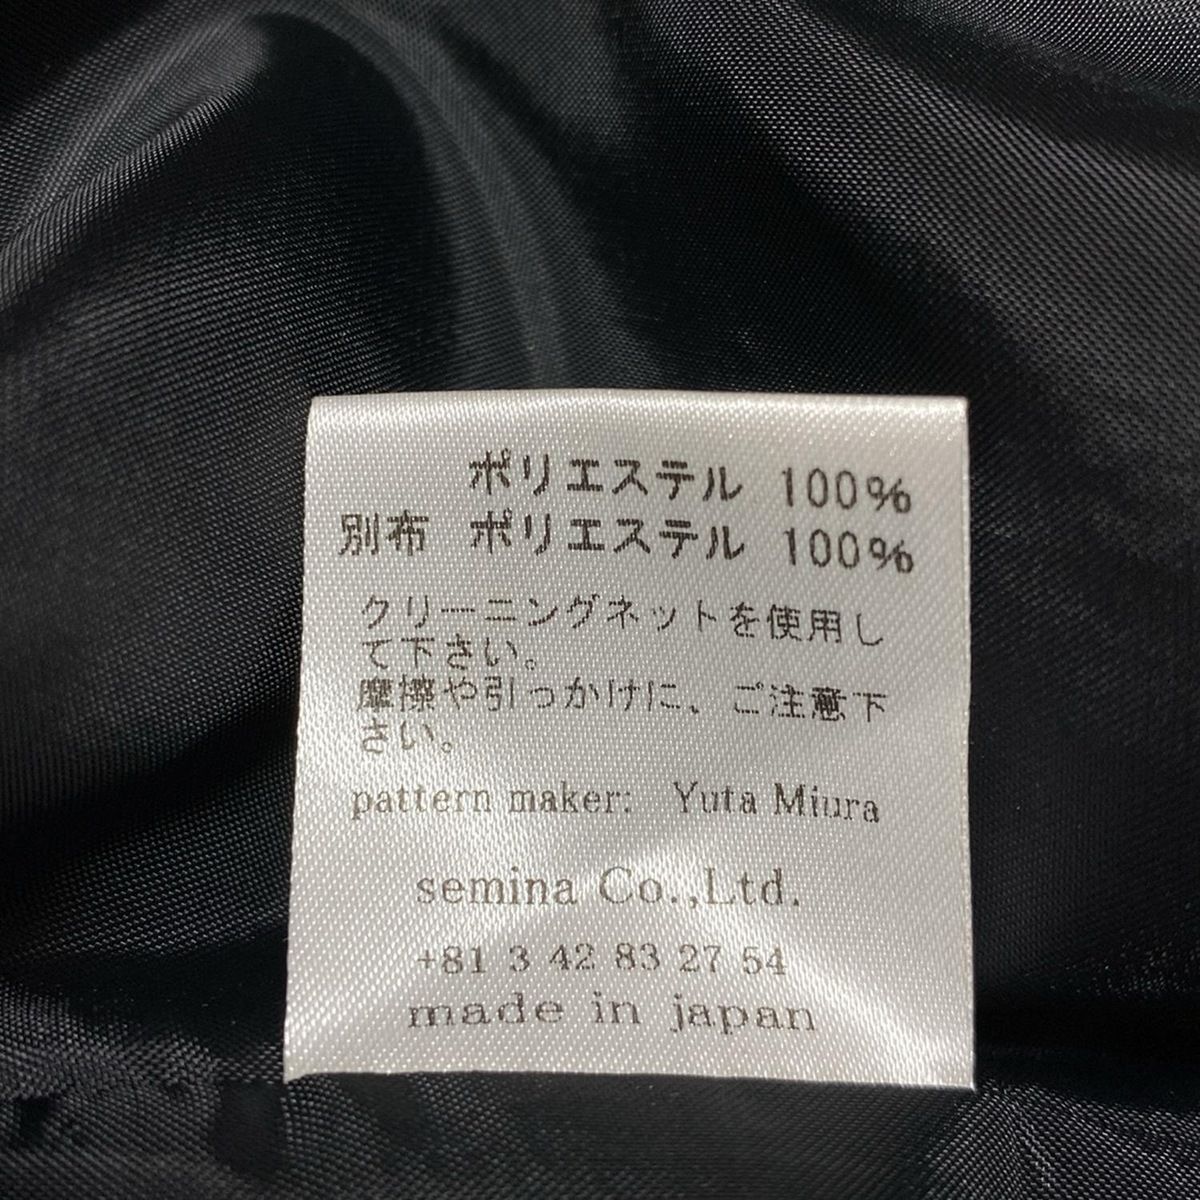 ポリエステル 100%
別布 ポリエステル 100%
クリーニングネットを使用し
て下さい。
摩擦や引っかけに、ご注意下
さい。
pattern maker: Yuta Miura
semina Co.,Ltd.
+81 3 42 83 27 54
made in japan